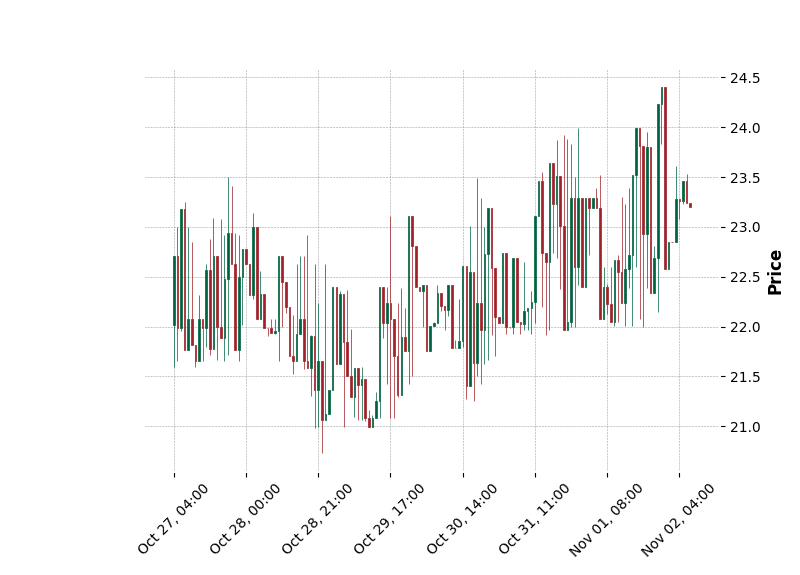 24.5
24.0
23.5
23.0
22.5
22.0
21.5
21.0
Price
Oct 27, 04:00
Oct 28, 00:00
Oct 28, 21:00
Oct 29, 17:00
Oct 30, 14:00
Oct 31, 11:00
Nov 01, 08:00
Nov 02, 04:00